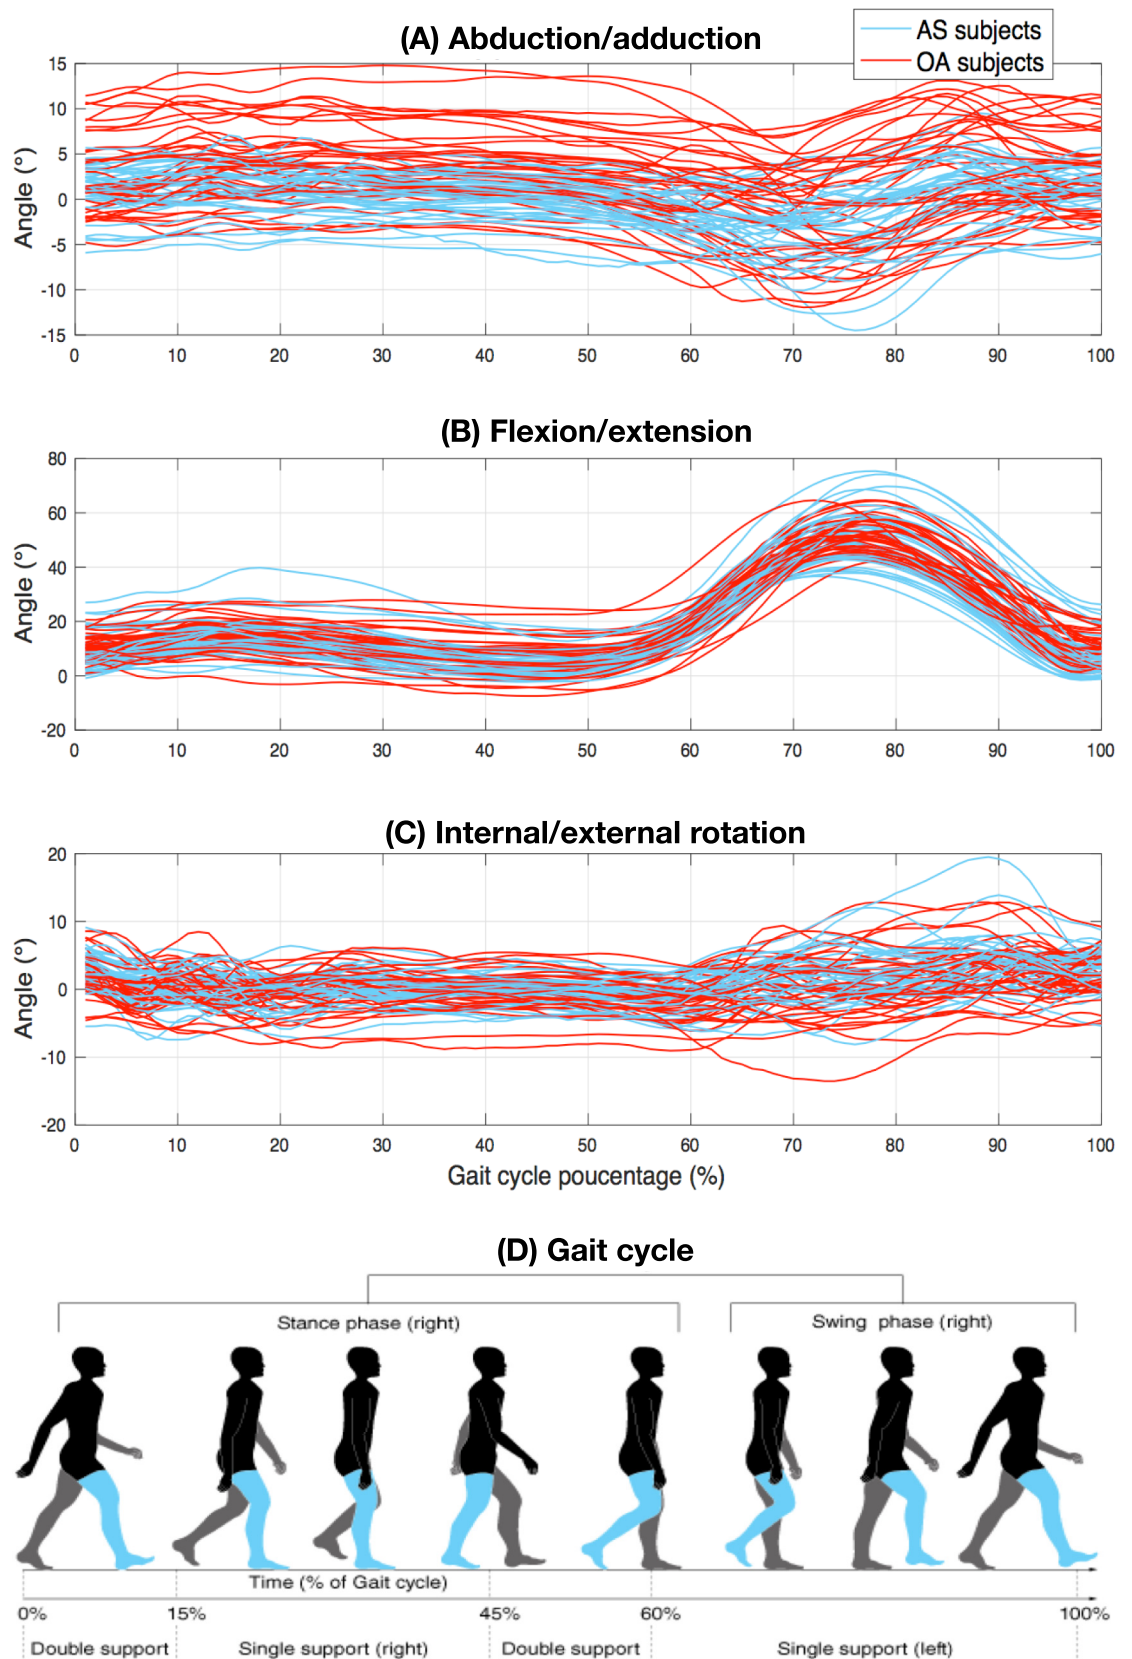 (A) Abduction/adduction
AS subjects
OA subjects
15
10
5
0
-5
-10
-15
Angle (°)
0 10 20 30 40 50 60 70 80 90 100
(B) Flexion/extension
80
60
40
20
0
-20
Angle (°)
0 10 20 30 40 50 60 70 80 90 100
(C) Internal/external rotation
20
10
0
-10
-20
Angle (°)
0 10 20 30 40 50 60 70 80 90 100
Gait cycle poucentage (%)
(D) Gait cycle
Stance phase (right) Swing phase (right)
Time (% of Gait cycle)
0% 15% 45% 60% 100%
Double support Single support (right) Double support Single support (left)